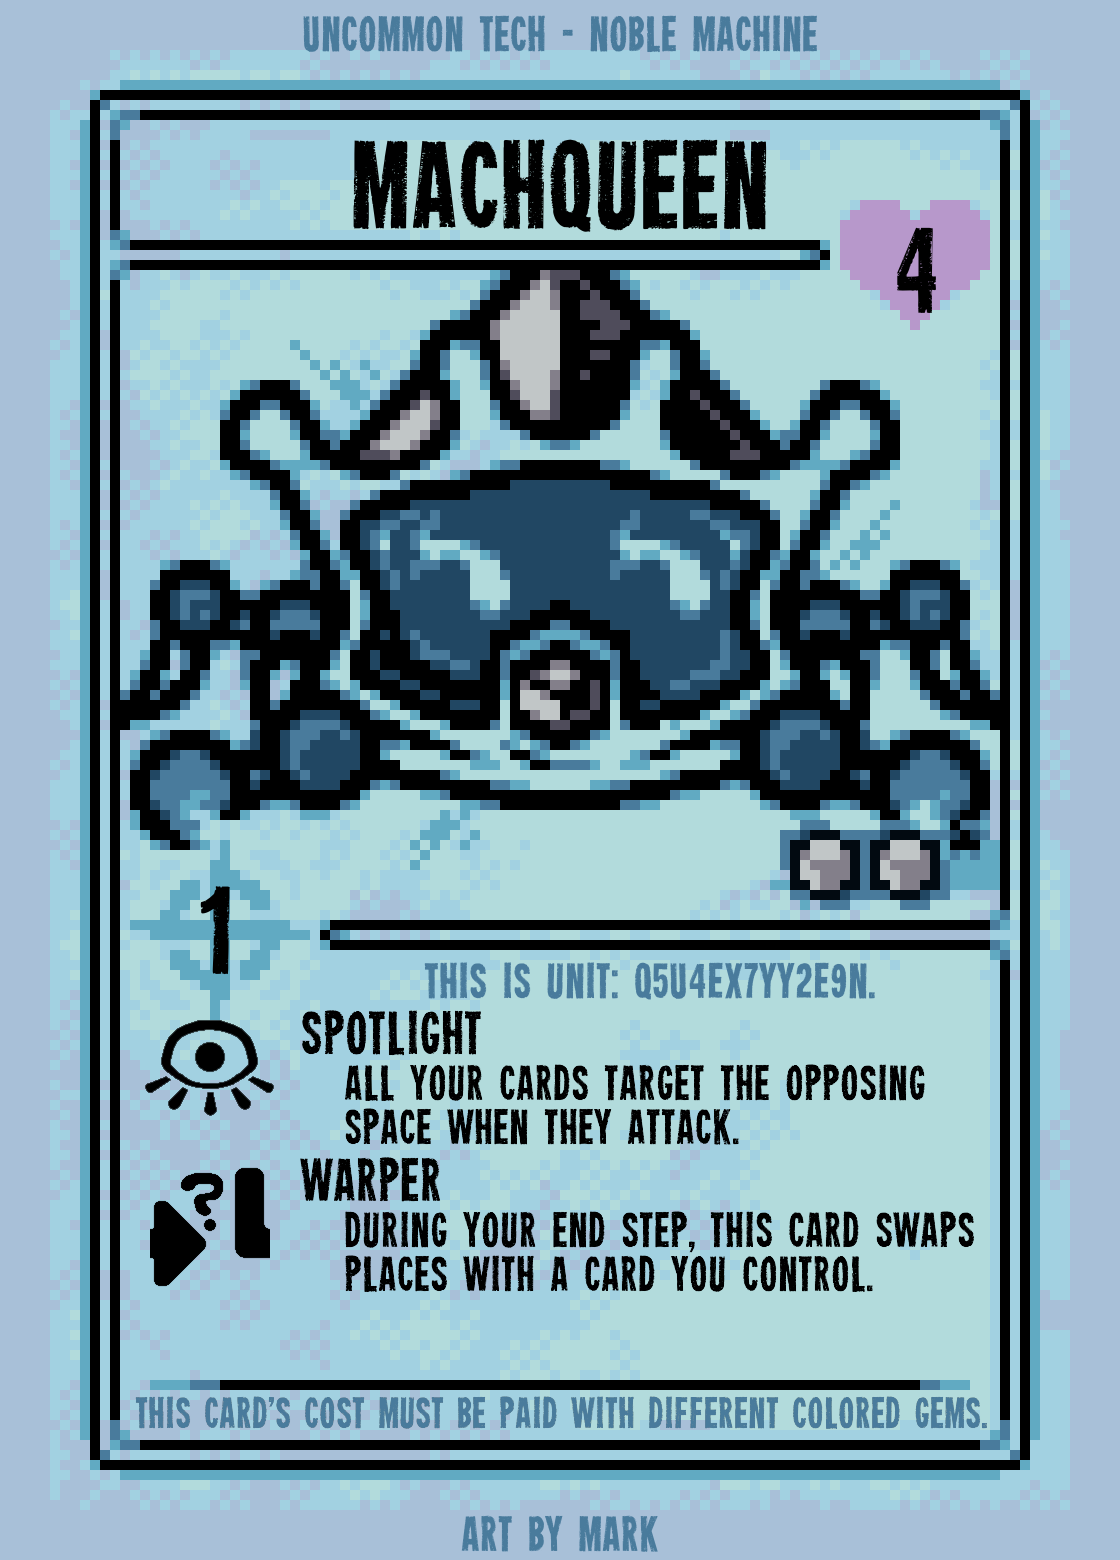 UNCOMMON TECH - NOBLE MACHINE
MACHQUEEN
4
1
THIS IS UNIT: Q5U4EX7YY2E9N.
SPOTLIGHT
ALL YOUR CARDS TARGET THE OPPOSING
SPACE WHEN THEY ATTACK.
?
WARPER
DURING YOUR END STEP, THIS CARD SWAPS
PLACES WITH A CARD YOU CONTROL.
THIS CARD'S COST MUST BE PAID WITH DIFFERENT COLORED GEMS.
ART BY MARK